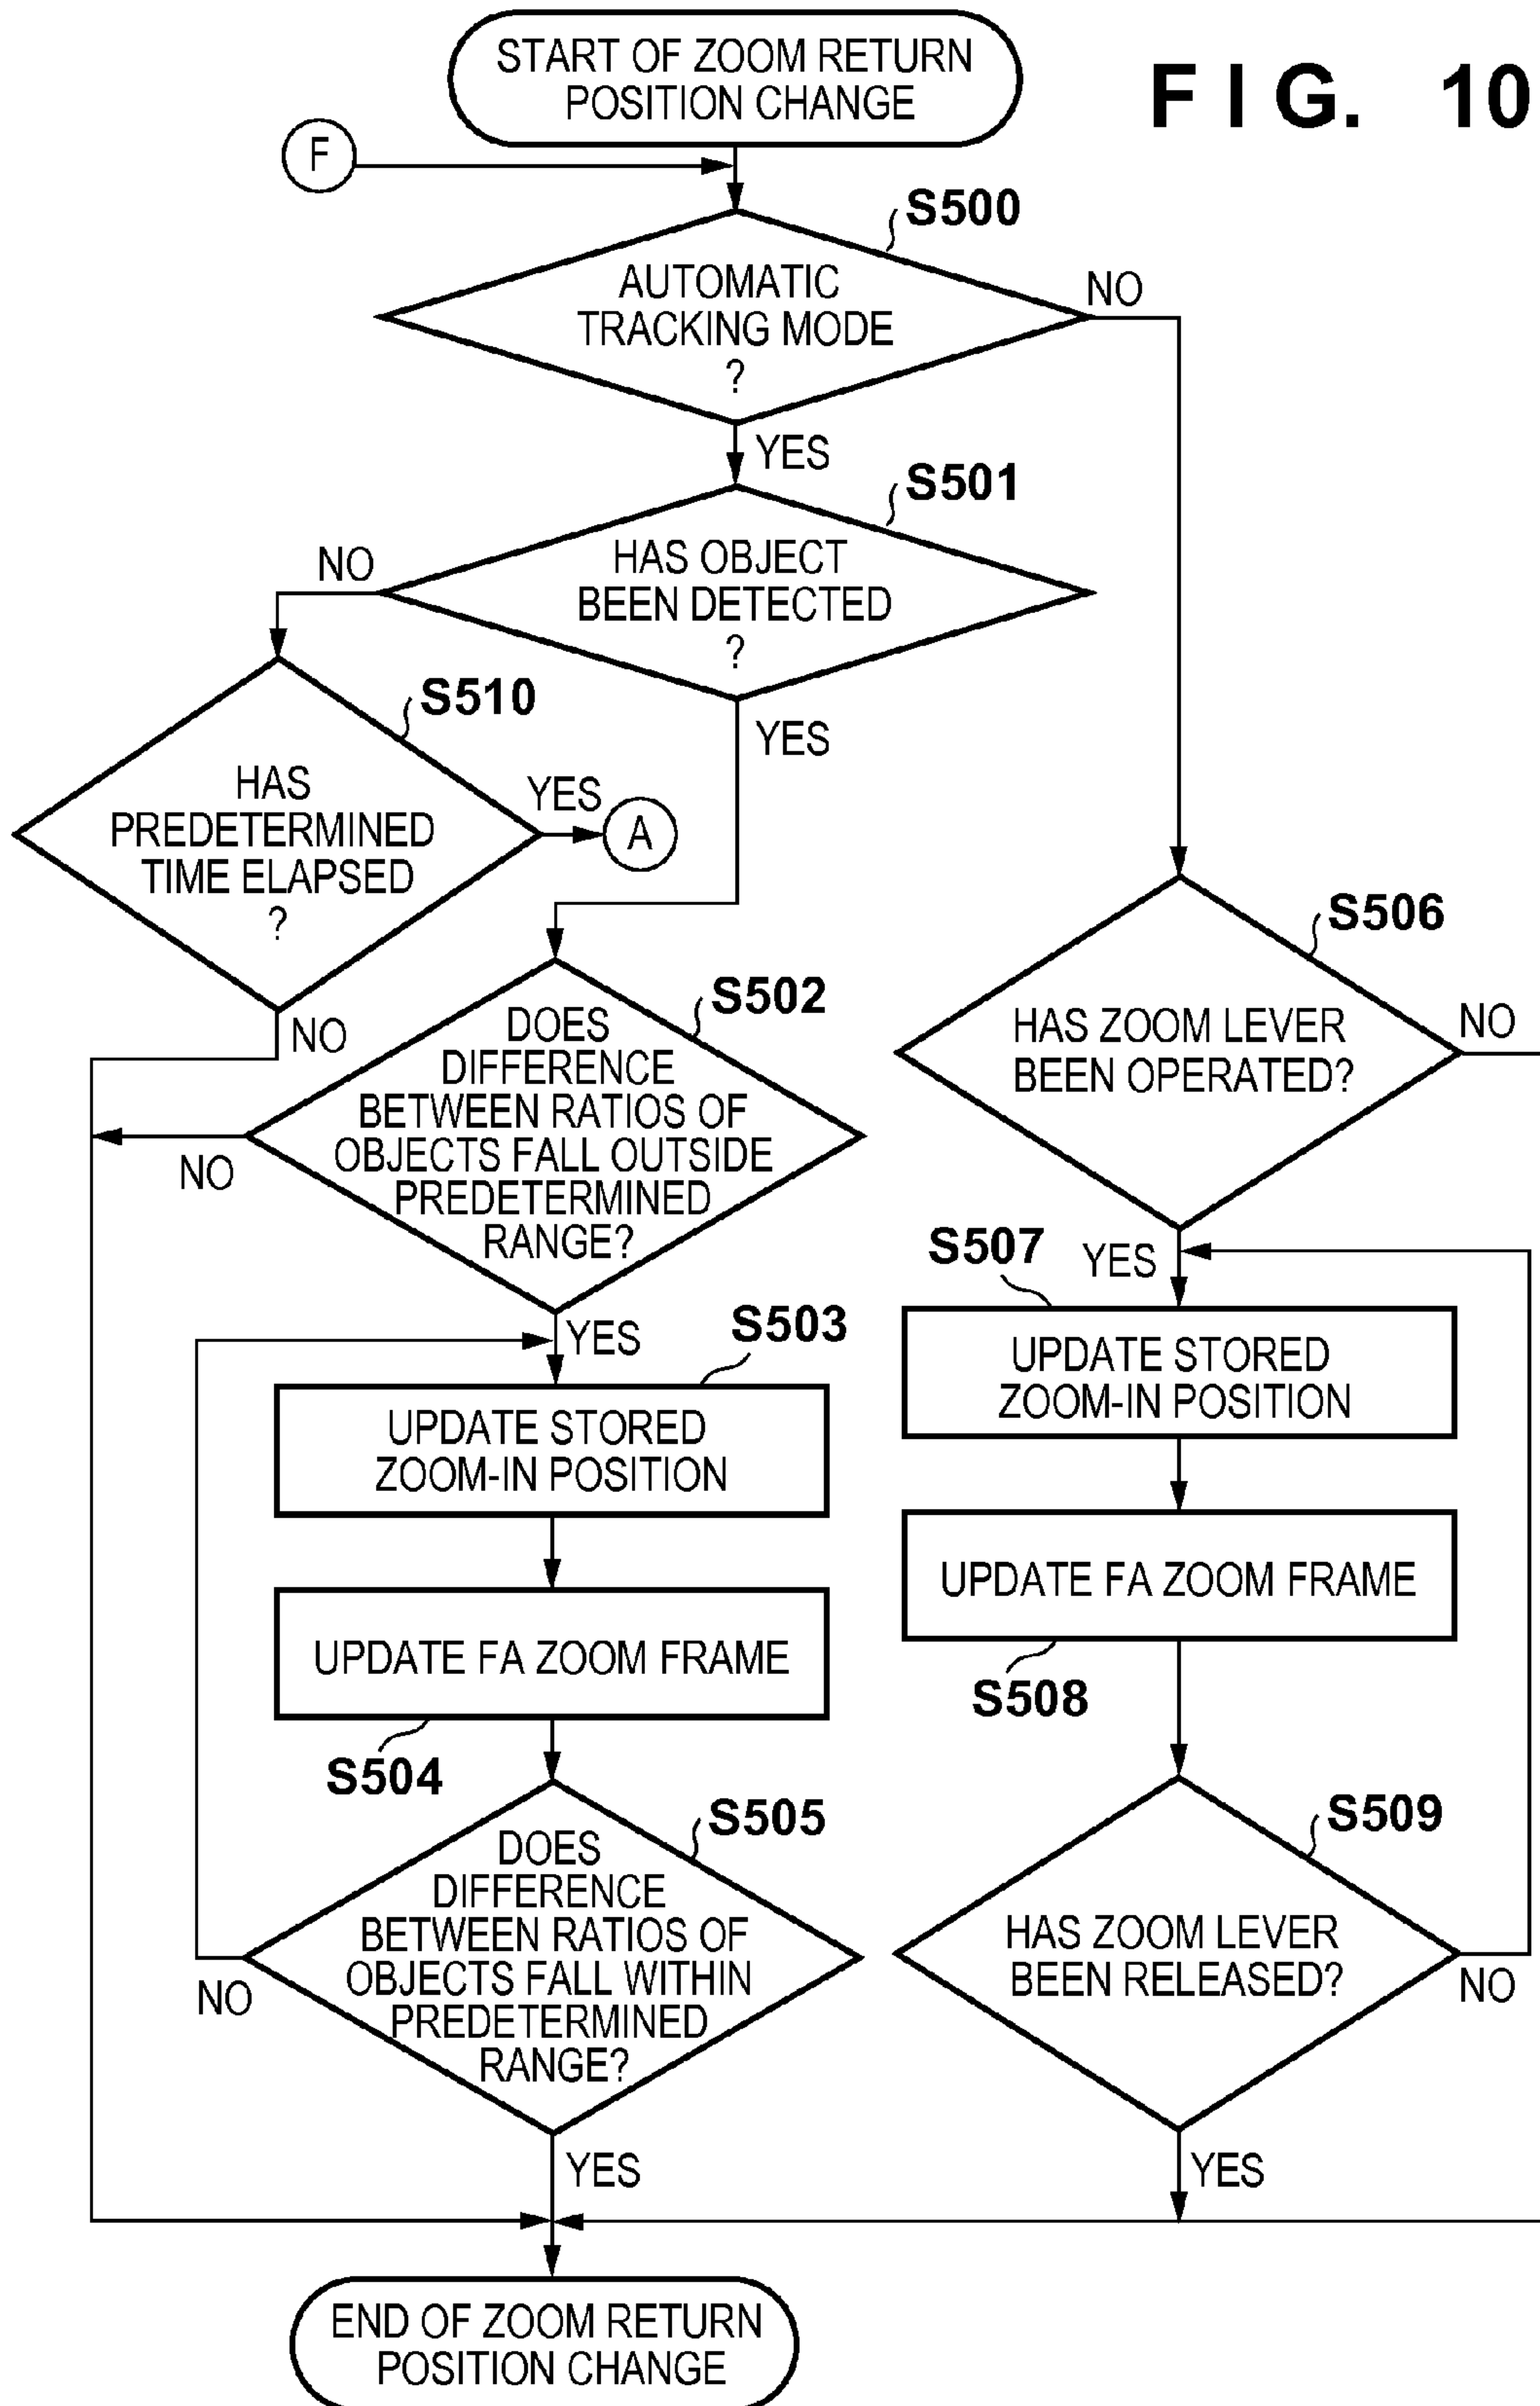 START OF ZOOM RETURN
POSITION CHANGE
FIG. 10
F
S500
AUTOMATIC
TRACKING MODE
?
NO
YES
S501
HAS OBJECT
BEEN DETECTED
?
NO
YES
S510
HAS
PREDETERMINED
TIME ELAPSED
?
YES
A
NO
S502
DOES
DIFFERENCE
BETWEEN RATIOS OF
OBJECTS FALL OUTSIDE
PREDETERMINED
RANGE?
NO
YES
S506
HAS ZOOM LEVER
BEEN OPERATED?
NO
YES
S503
UPDATE STORED
ZOOM-IN POSITION
S507
UPDATE STORED
ZOOM-IN POSITION
UPDATE FA ZOOM FRAME
S504
UPDATE FA ZOOM FRAME
S508
S505
DOES
DIFFERENCE
BETWEEN RATIOS OF
OBJECTS FALL WITHIN
PREDETERMINED
RANGE?
NO
YES
S509
HAS ZOOM LEVER
BEEN RELEASED?
NO
YES
END OF ZOOM RETURN
POSITION CHANGE